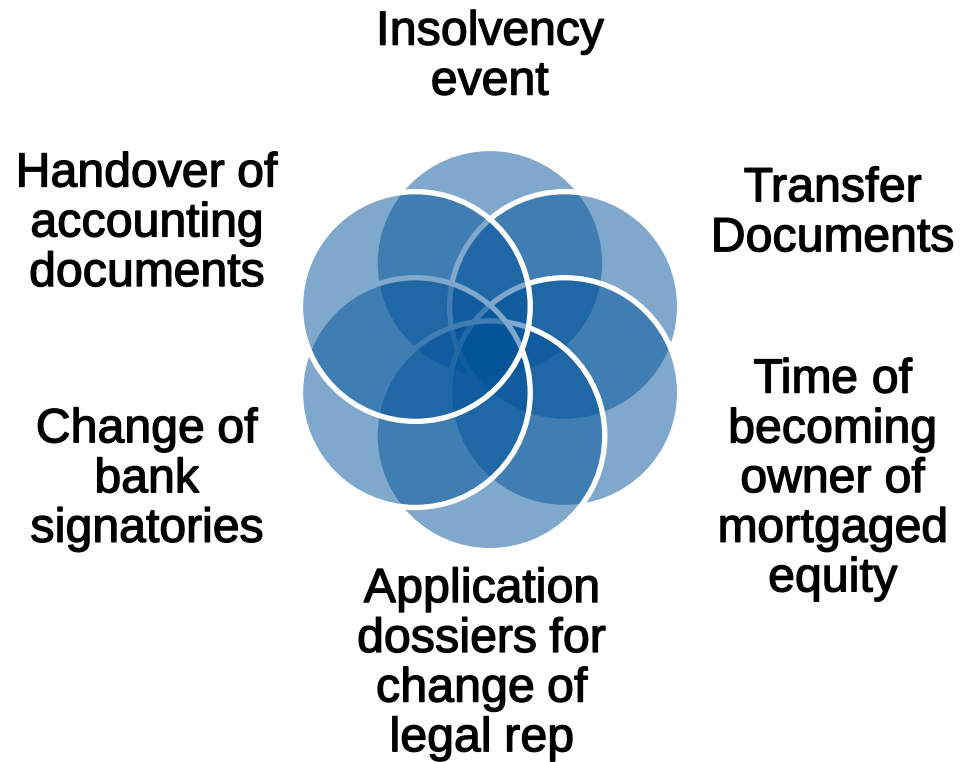 Insolvency
event
Transfer
Documents
Time of
becoming
owner of
mortgaged
equity
Application
dossiers for
change of
legal rep
Change of
bank
signatories
Handover of
accounting
documents